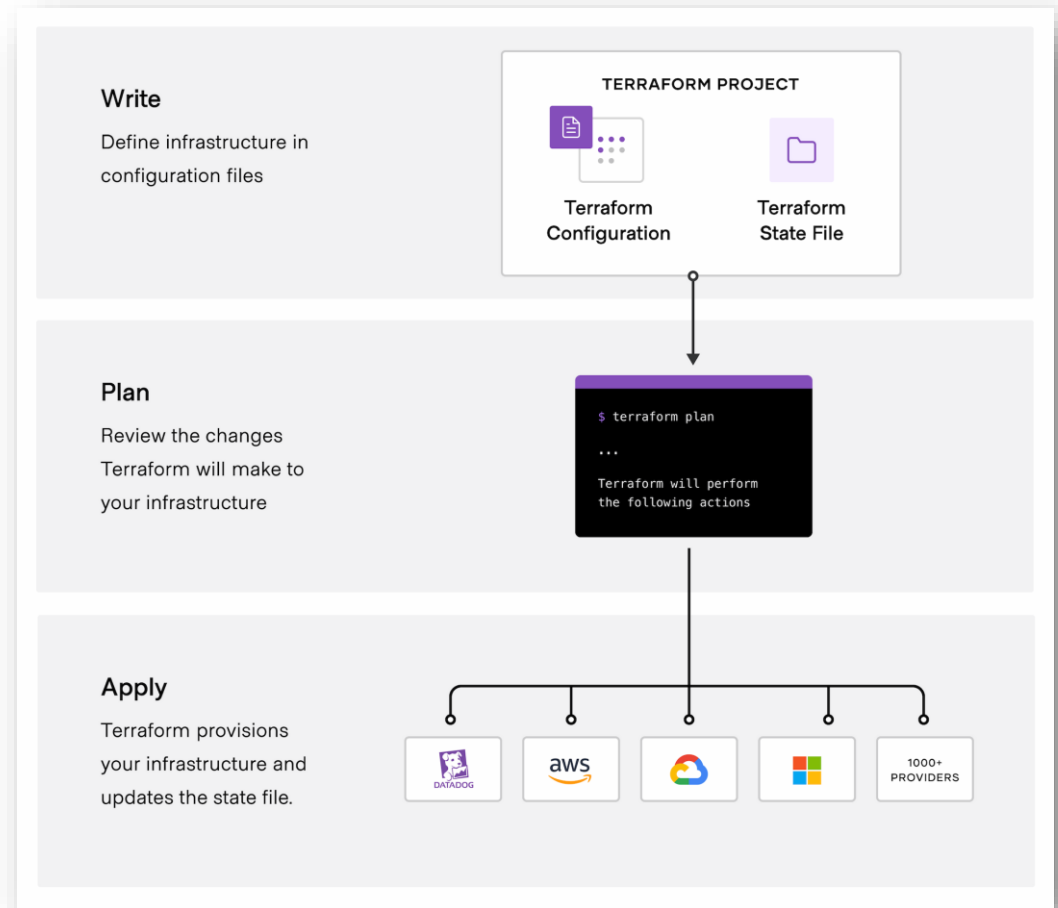 Write
Define infrastructure in
configuration files
TERRAFORM PROJECT
Terraform
Configuration
Terraform
State File
Plan
Review the changes
Terraform will make to
your infrastructure
$ terraform plan
...
Terraform will perform
the following actions
Apply
Terraform provisions
your infrastructure and
updates the state file.
DATADOG
aws
1000+
PROVIDERS